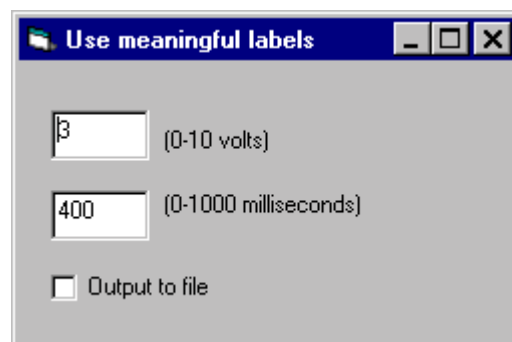 Use meaningful labels
3 (0-10 volts)
400 (0-1000 milliseconds)
Output to file